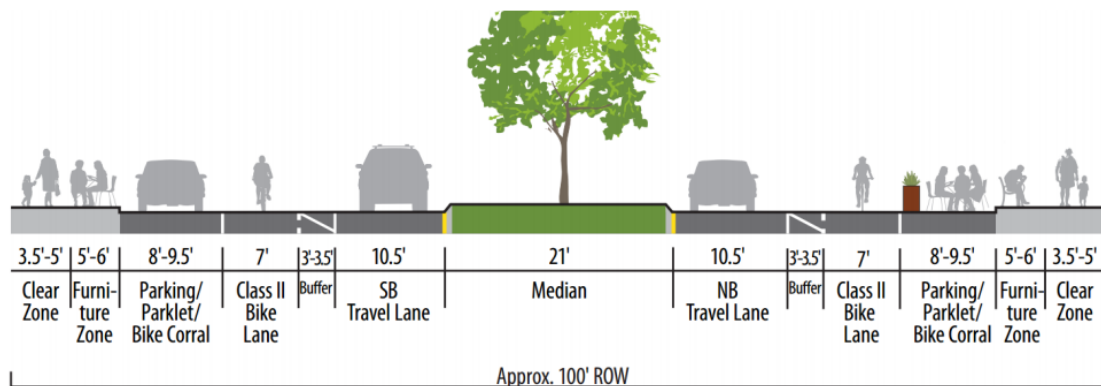 3.5'-5' 5'-6' 8'-9.5' 7' 3'-3.5' 10.5' 21' 10.5' 3'-3.5' 7' 8'-9.5' 5'-6' 3.5'-5'
Clear Zone
Furni-
ture
Zone
Parking/
Parklet/
Bike Corral
Class II
Bike
Lane
Buffer
SB
Travel Lane
Median
NB
Travel Lane
Buffer
Class II
Bike
Lane
Parking/
Parklet/
Bike Corral
Furni-
ture
Zone
Clear
Zone
Approx. 100' ROW